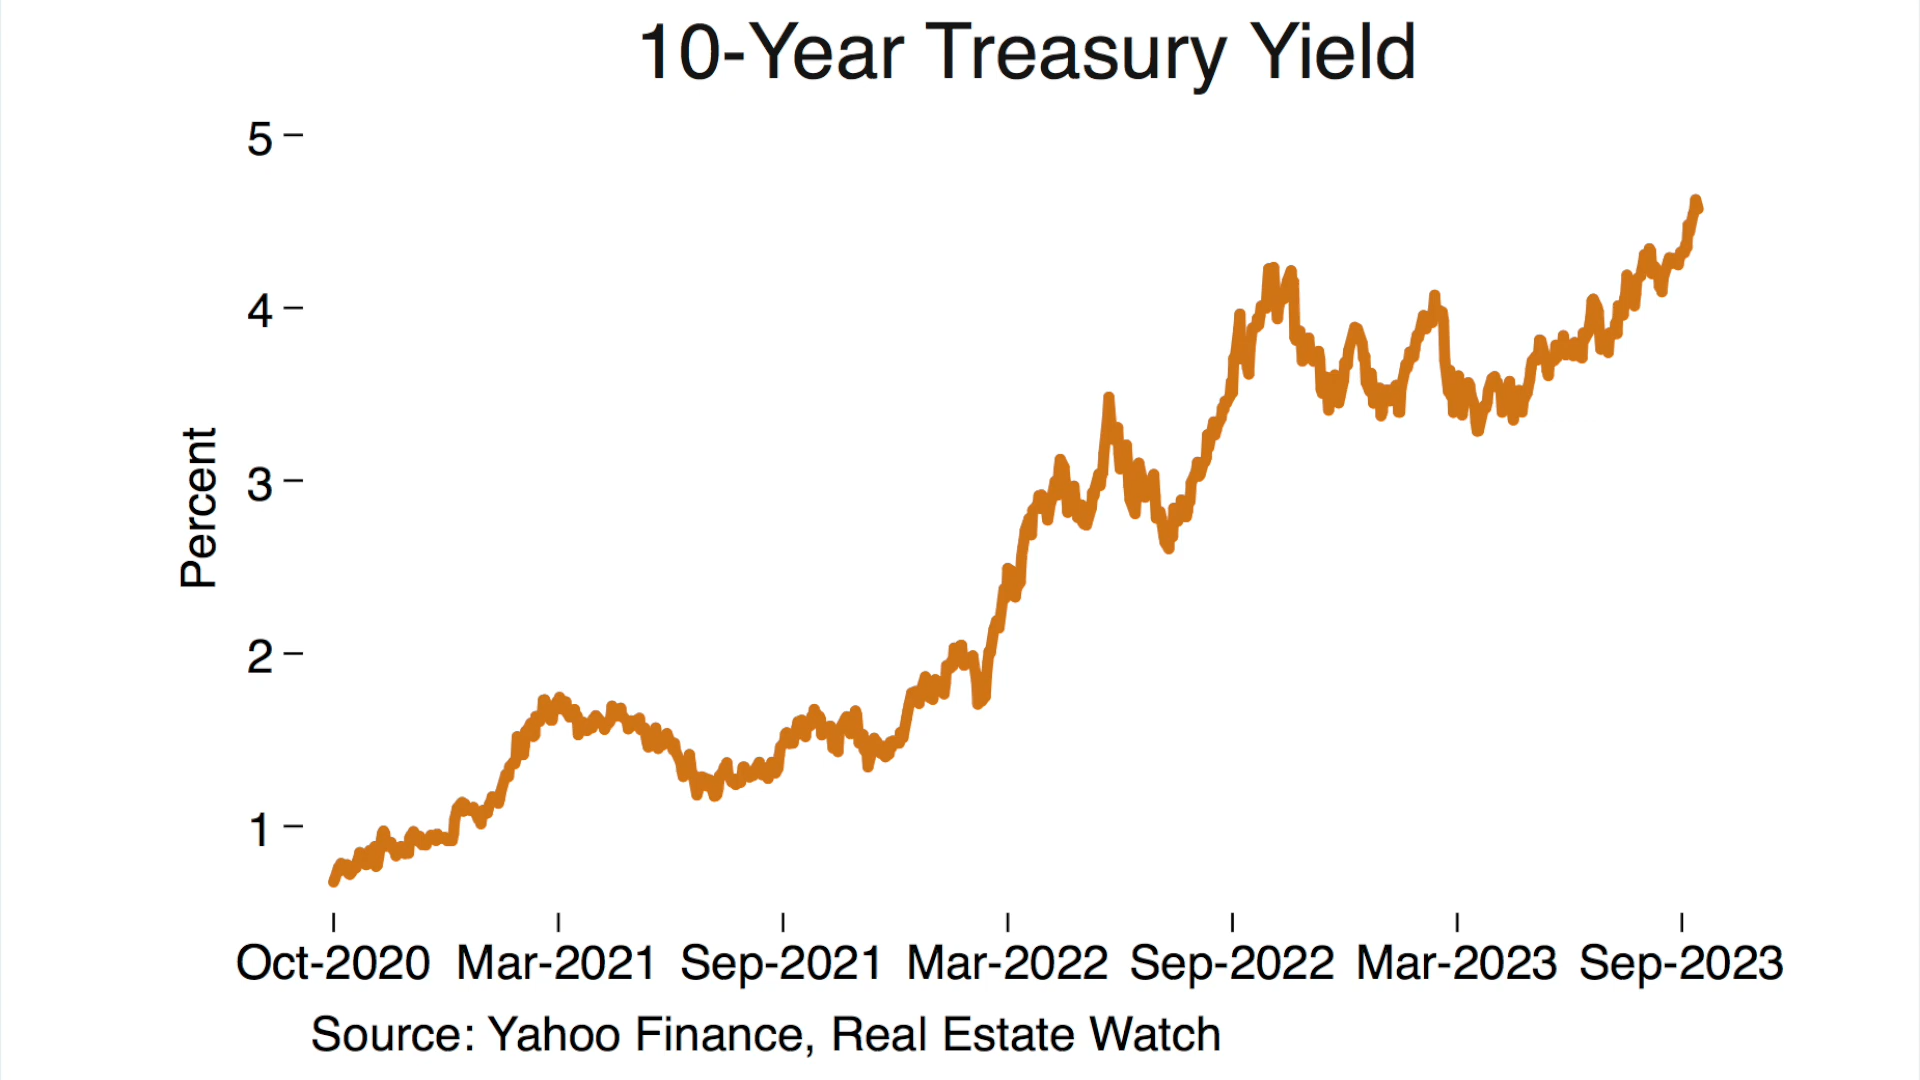 10-Year Treasury Yield
5
4
3
2
1
Percent
Oct-2020 Mar-2021 Sep-2021 Mar-2022 Sep-2022 Mar-2023 Sep-2023
Source: Yahoo Finance, Real Estate Watch